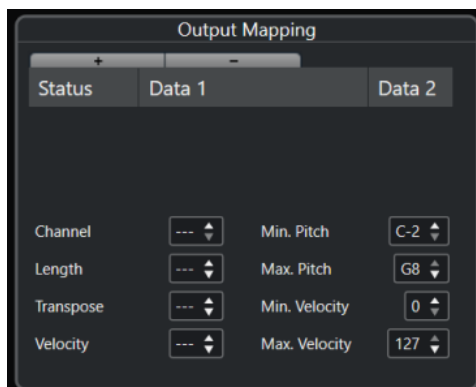 Output Mapping
+ −
Status Data 1 Data 2
Channel --- Min. Pitch C-2
Length --- Max. Pitch G8
Transpose --- Min. Velocity 0
Velocity --- Max. Velocity 127